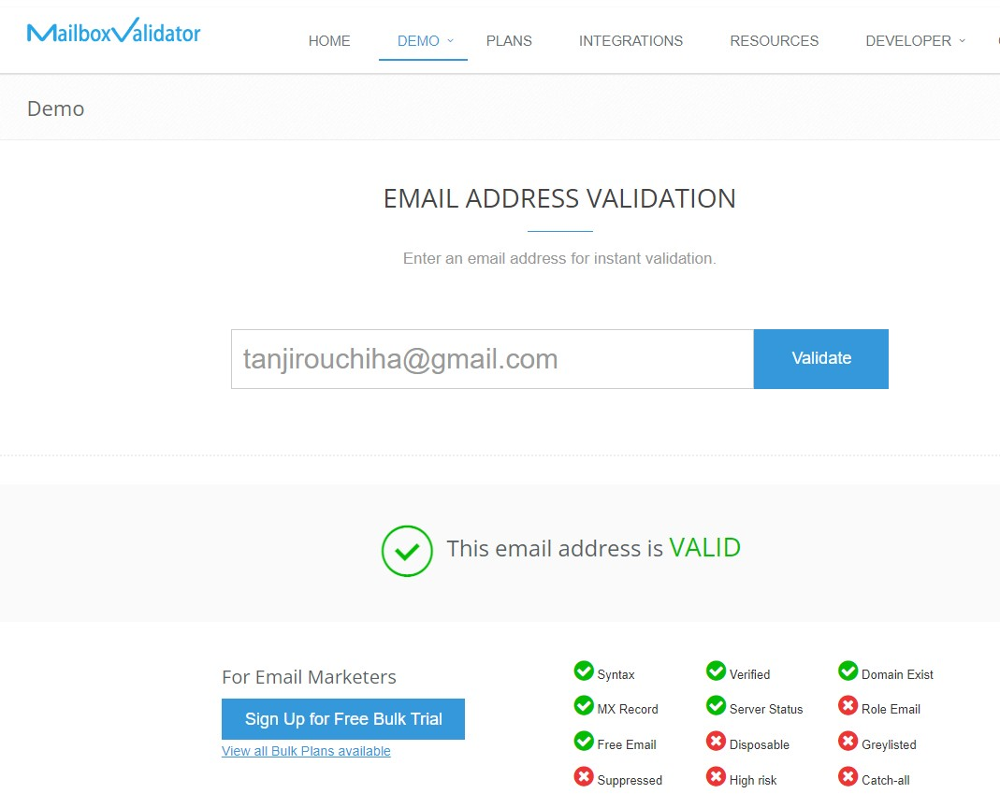 MailboxValidator
HOME DEMO PLANS INTEGRATIONS RESOURCES DEVELOPER
Demo
EMAIL ADDRESS VALIDATION
Enter an email address for instant validation.
tanjirouchiha@gmail.com Validate
This email address is VALID
For Email Marketers
Sign Up for Free Bulk Trial
View all Bulk Plans available
Syntax Verified Domain Exist
MX Record Server Status Role Email
Free Email Disposable Greylisted
Suppressed High risk Catch-all